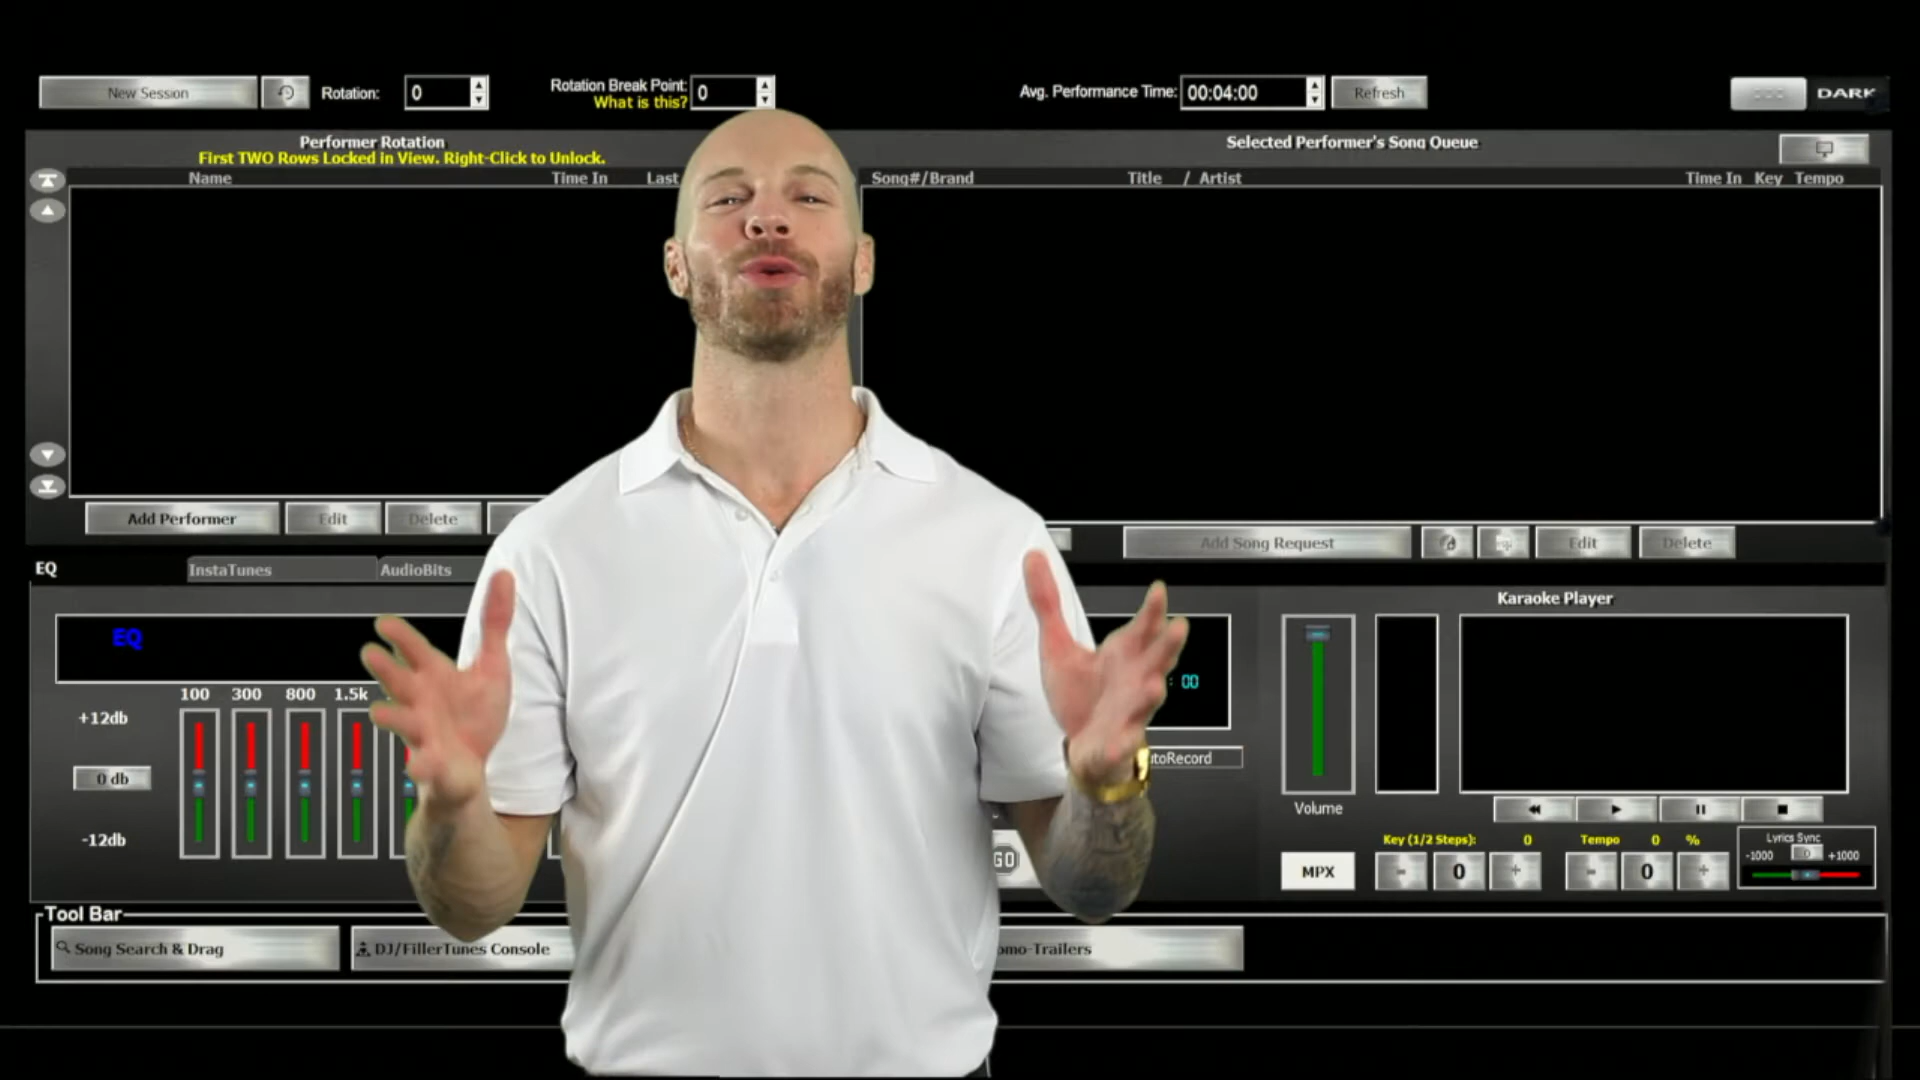 New Session
Rotation:
0
Rotation Break Point:
What is this?
0
Avg. Performance Time:
00:04:00
Refresh
DARK
Performer Rotation
First TWO Rows Locked in View. Right-Click to Unlock.
Name
Time In
Last
Selected Performer's Song Queue
Song#/Brand
Title / Artist
Time In
Key
Tempo
Add Performer
Edit
Delete
Add Song Request
Edit
Delete
EQ
InstaTunes
AudioBits
EQ
100 300 800 1.5k
+12db
0 db
-12db
: 00
utoRecord
GO
Karaoke Player
Volume
MPX
Key (1/2 Steps): 0
- 0 +
Tempo 0 %
- 0 +
Lyrics Sync
-1000 0 +1000
Tool Bar
Song Search & Drag
DJ/FillerTunes Console
omo-Trailers